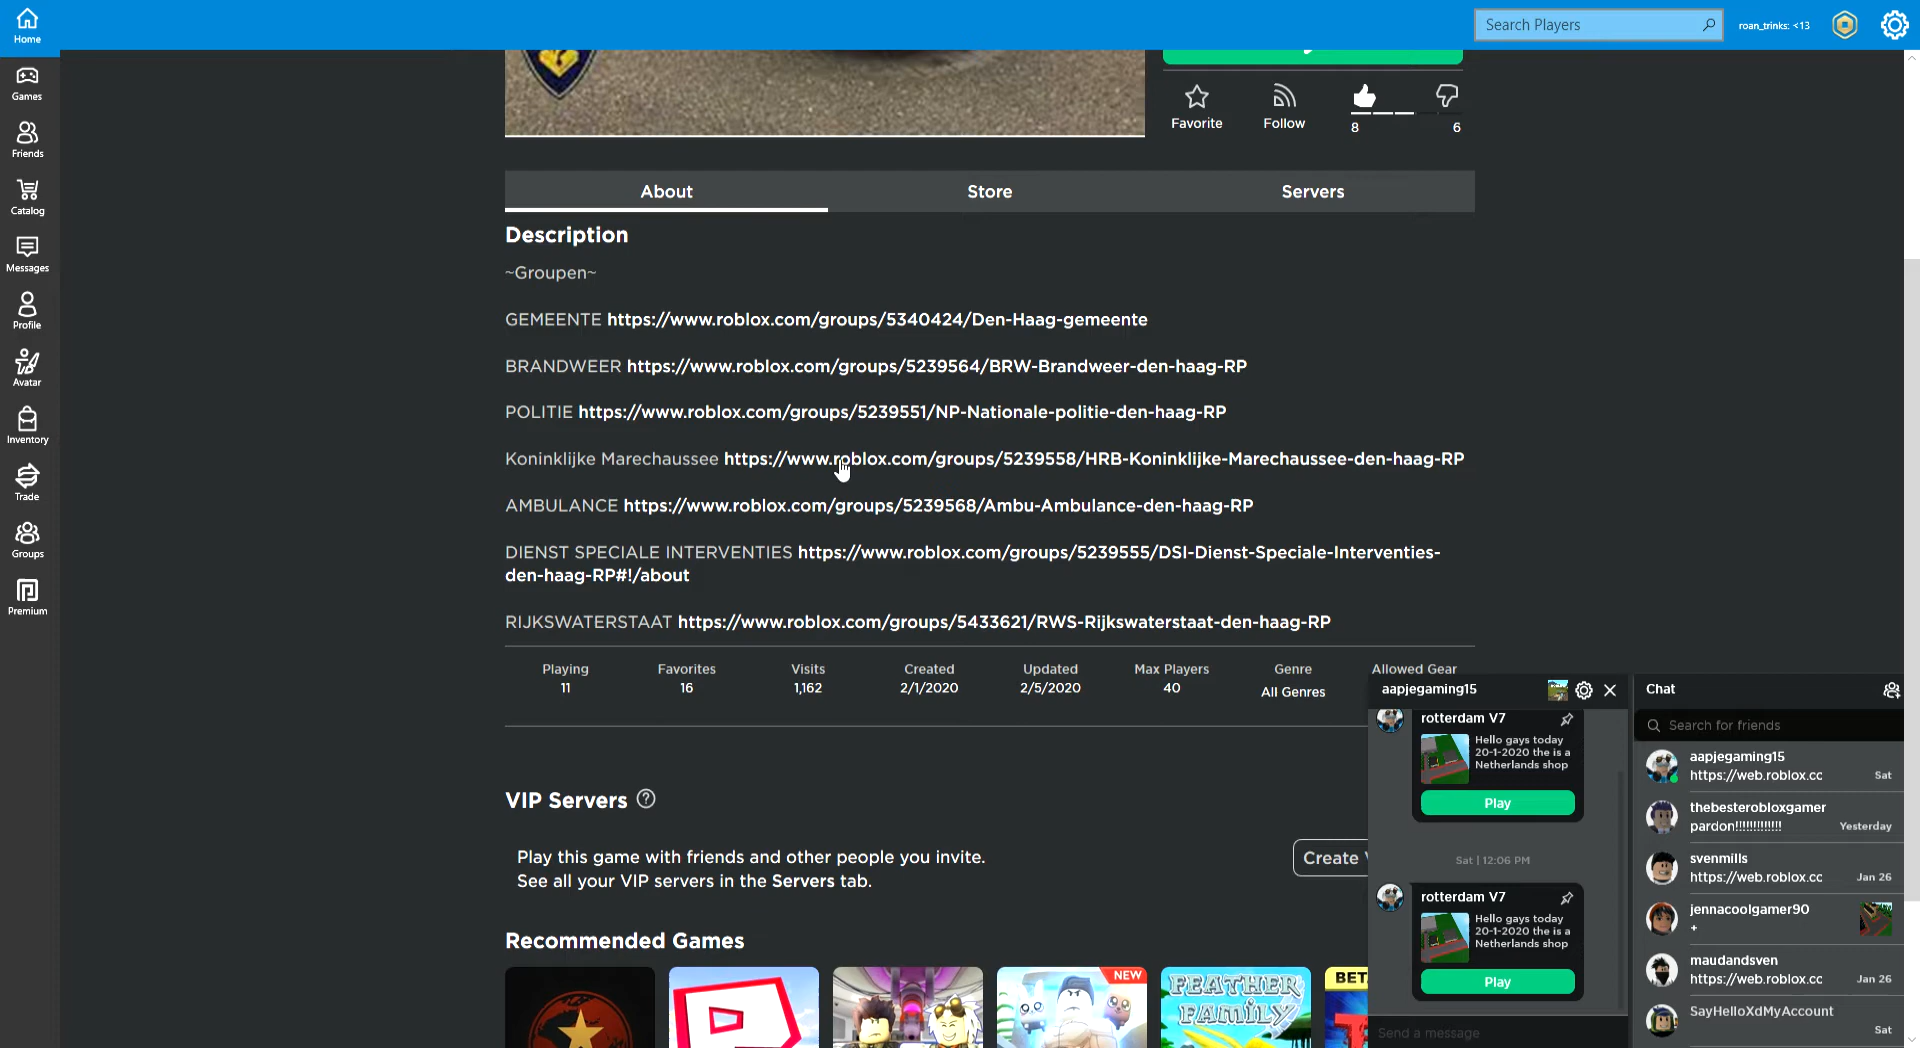 Home
Search Players
roan_trinks: <13
Games
Friends
Catalog
Messages
Profile
Avatar
Inventory
Trade
Groups
Premium
Favorite
Follow
8
6
About
Store
Servers
Description
~Groupen~
GEMEENTE https://www.roblox.com/groups/5340424/Den-Haag-gemeente
BRANDWEER https://www.roblox.com/groups/5239564/BRW-Brandweer-den-haag-RP
POLITIE https://www.roblox.com/groups/5239551/NP-Nationale-politie-den-haag-RP
Koninklijke Marechaussee https://www.roblox.com/groups/5239558/HRB-Koninklijke-Marechaussee-den-haag-RP
AMBULANCE https://www.roblox.com/groups/5239568/Ambu-Ambulance-den-haag-RP
DIENST SPECIALE INTERVENTIES https://www.roblox.com/groups/5239555/DSI-Dienst-Speciale-Interventies-
den-haag-RP#!/about
RIJKSWATERSTAAT https://www.roblox.com/groups/5433621/RWS-Rijkswaterstaat-den-haag-RP
Playing
11
Favorites
16
Visits
1,162
Created
2/1/2020
Updated
2/5/2020
Max Players
40
Genre
All Genres
Allowed Gear
VIP Servers
Play this game with friends and other people you invite.
See all your VIP servers in the Servers tab.
Create
Recommended Games
NEW
FEATHER
FAMILY
BET
aapjegaming15
rotterdam V7
Hello gays today
20-1-2020 the is a
Netherlands shop
Play
Sat | 12:06 PM
rotterdam V7
Hello gays today
20-1-2020 the is a
Netherlands shop
Play
Send a message
Chat
Search for friends
aapjegaming15
https://web.roblox.cc Sat
thebesterobloxgamer
pardon!!!!!!!!!!!!! Yesterday
svenmills
https://web.roblox.cc Jan 26
jennacoolgamer90
+
maudandsven
https://web.roblox.cc Jan 26
SayHelloXdMyAccount
Sat